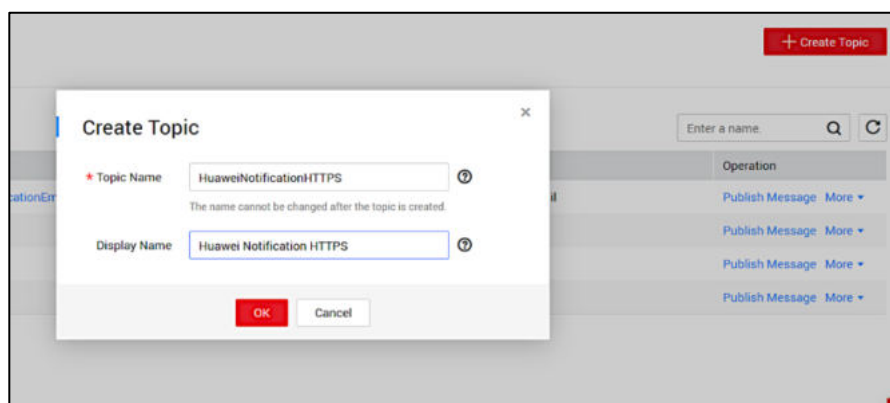 + Create Topic
Create Topic
×
Enter a name.
* Topic Name
HuaweiNotificationHTTPS
The name cannot be changed after the topic is created.
Operation
Publish Message More
Display Name
Huawei Notification HTTPS
Publish Message More
Publish Message More
Publish Message More
OK
Cancel